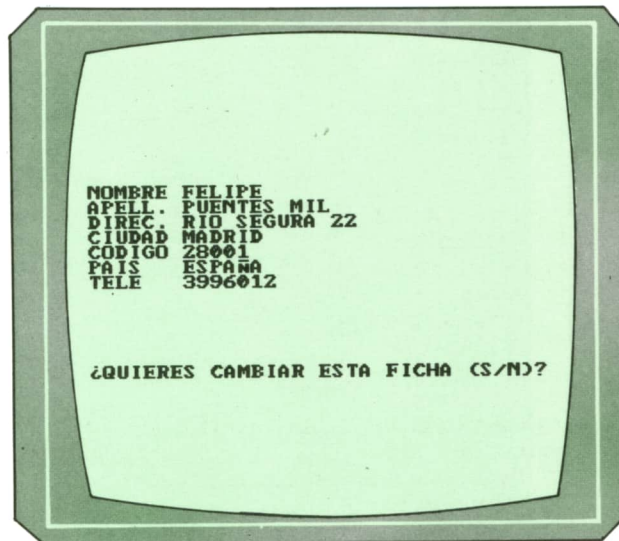 NOMBRE FELIPE
APELL. PUENTES MIL
DIREC. RIO SEGURA 22
CIUDAD MADRID
CODIGO 28001
PAIS ESPAÑA
TELE 3996012
¿QUIERES CAMBIAR ESTA FICHA (S/N)?